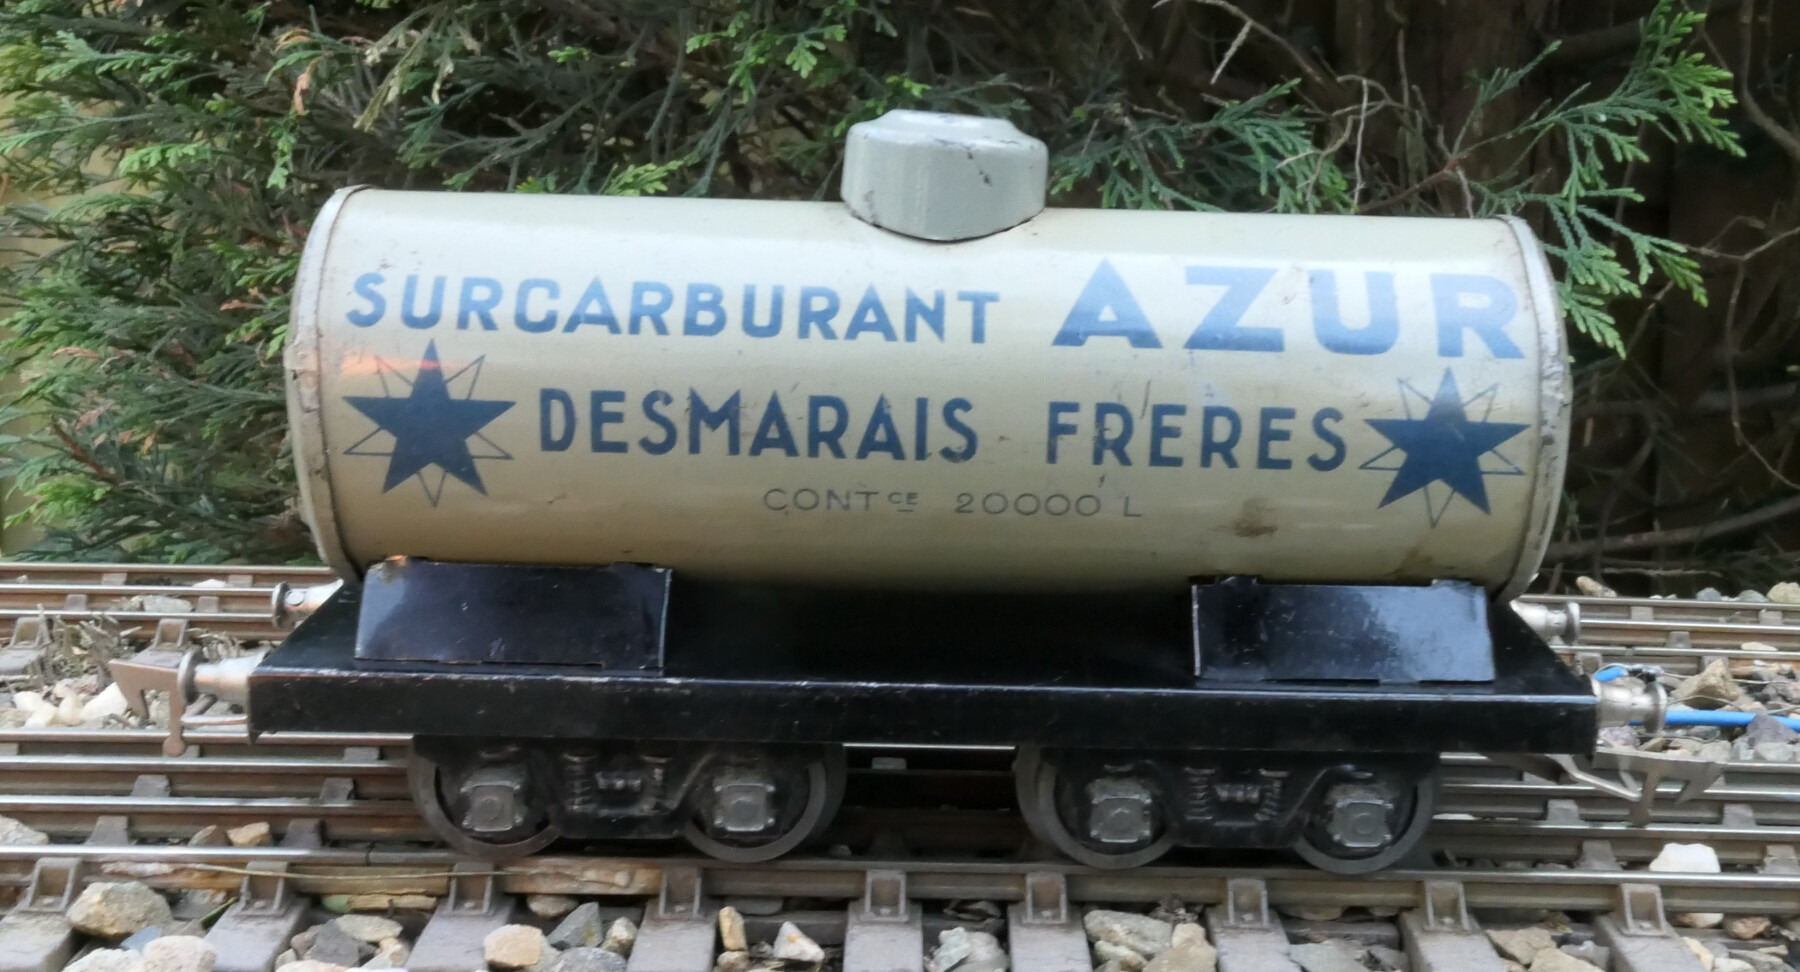 SURCARBURANT AZUR
DESMARAIS FRERES
CONTCE 20000 L